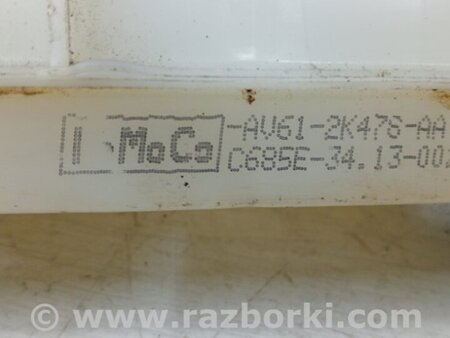 MoCo -AV61-2K478-AA
C685E-34.13-00
www.razborki.com